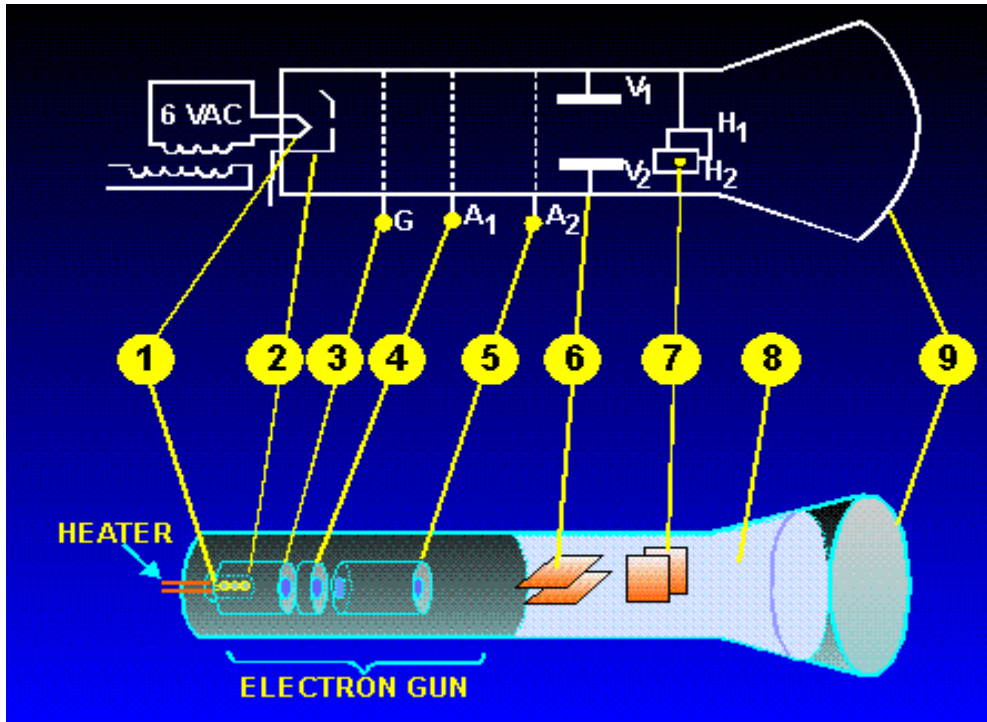 6 VAC
V1
H1
V2 H2
G A1 A2
1 2 3 4 5 6 7 8 9
HEATER
ELECTRON GUN